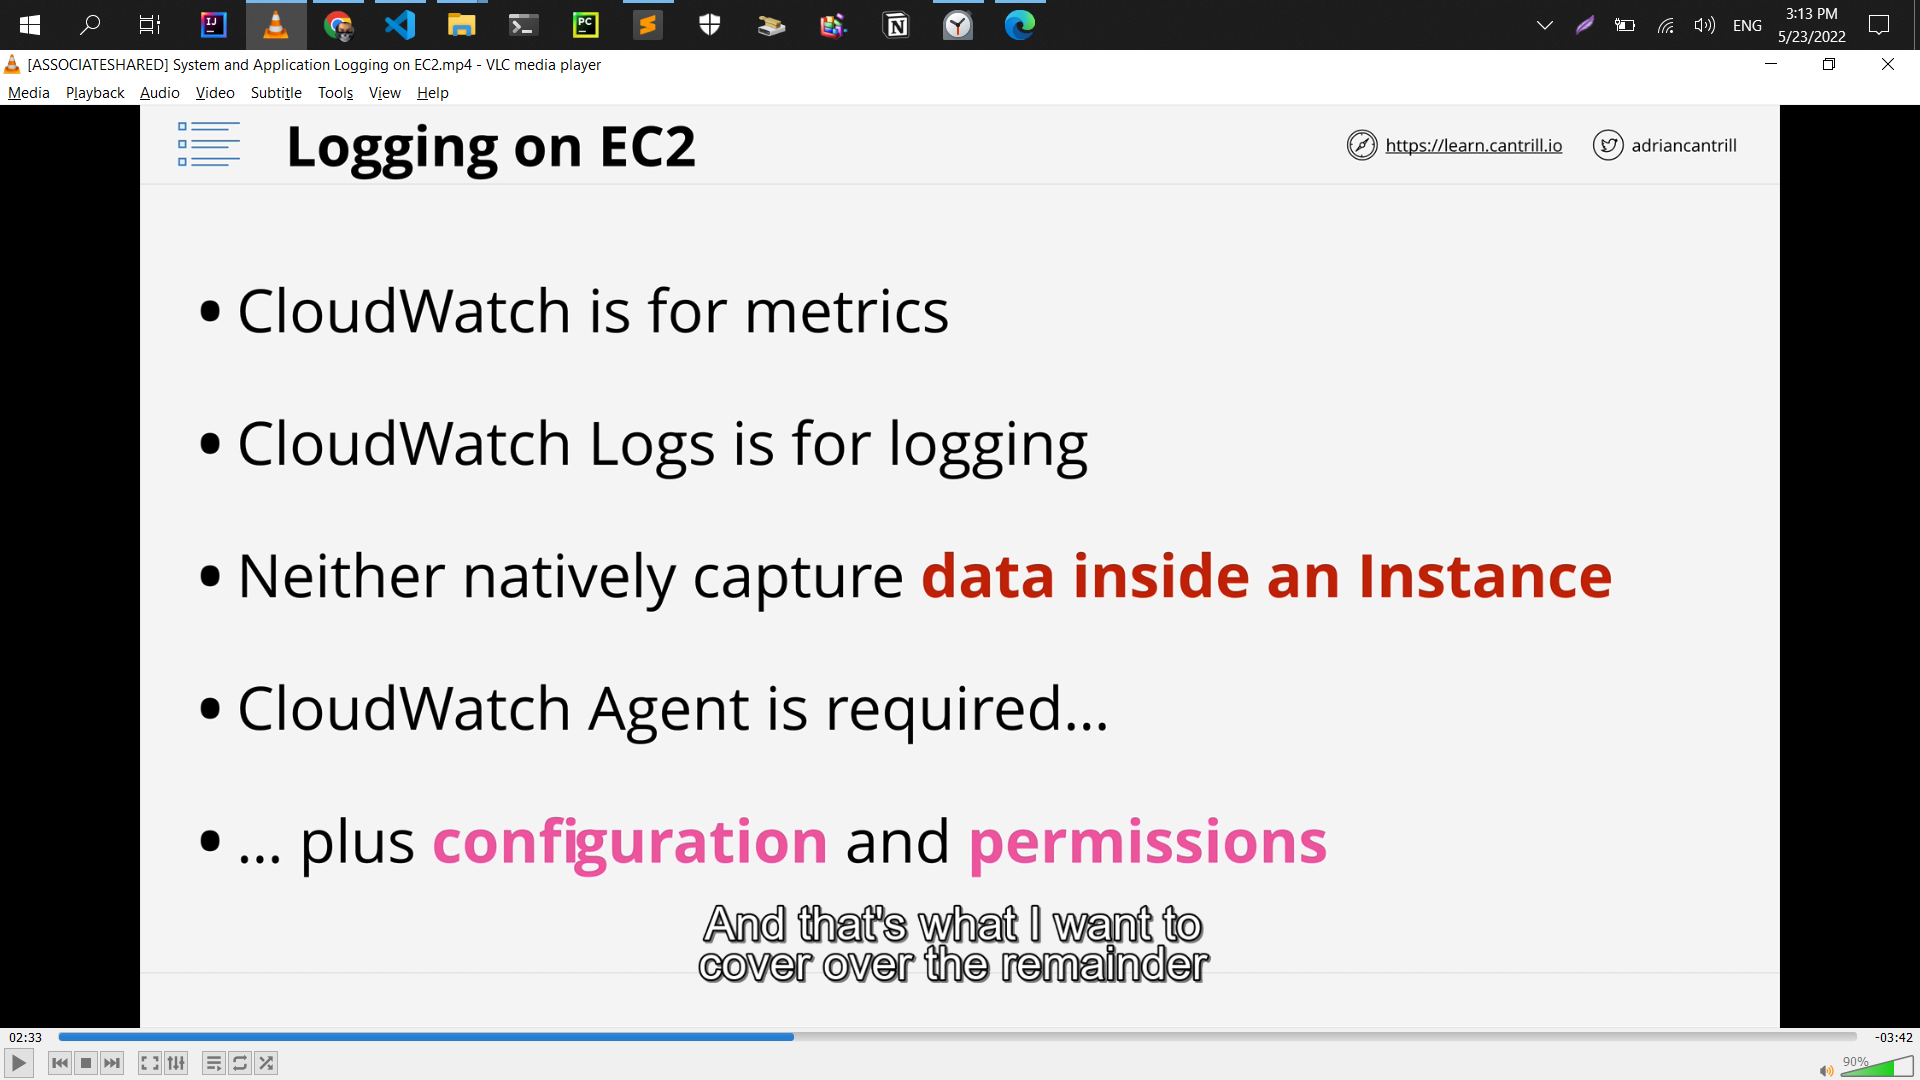 ENG
3:13 PM
5/23/2022
[ASSOCIATESHARED] System and Application Logging on EC2.mp4 - VLC media player
Media Playback Audio Video Subtitle Tools View Help
Logging on EC2
https://learn.cantrill.io
adriancantrill
• CloudWatch is for metrics
• CloudWatch Logs is for logging
• Neither natively capture data inside an Instance
• CloudWatch Agent is required...
• ... plus configuration and permissions
And that's what I want to
cover over the remainder
02:33
-03:42
90%